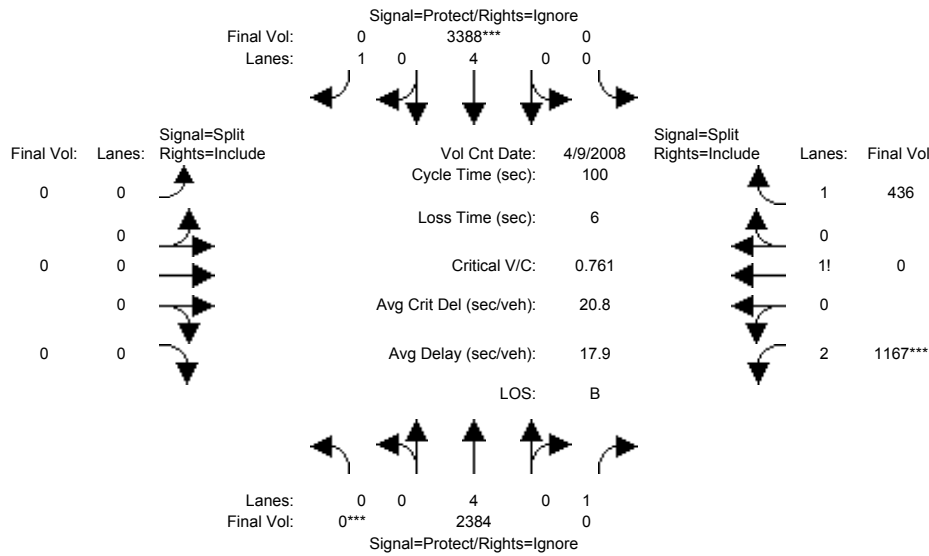 Signal=Protect/Rights=Ignore
Final Vol: 0 3388*** 0
Lanes: 1 0 4 0 0
Signal=Split
Final Vol: Lanes: Rights=Include
Vol Cnt Date: 4/9/2008
Signal=Split
Rights=Include Lanes: Final Vol
Cycle Time (sec): 100
0 0 1 436
Loss Time (sec): 6
0 0
0 0 Critical V/C: 0.761 1! 0
0 Avg Crit Del (sec/veh): 20.8 0
0 0 Avg Delay (sec/veh): 17.9 2 1167***
LOS: B
Lanes: 0 0 4 0 1
Final Vol: 0*** 2384 0
Signal=Protect/Rights=Ignore